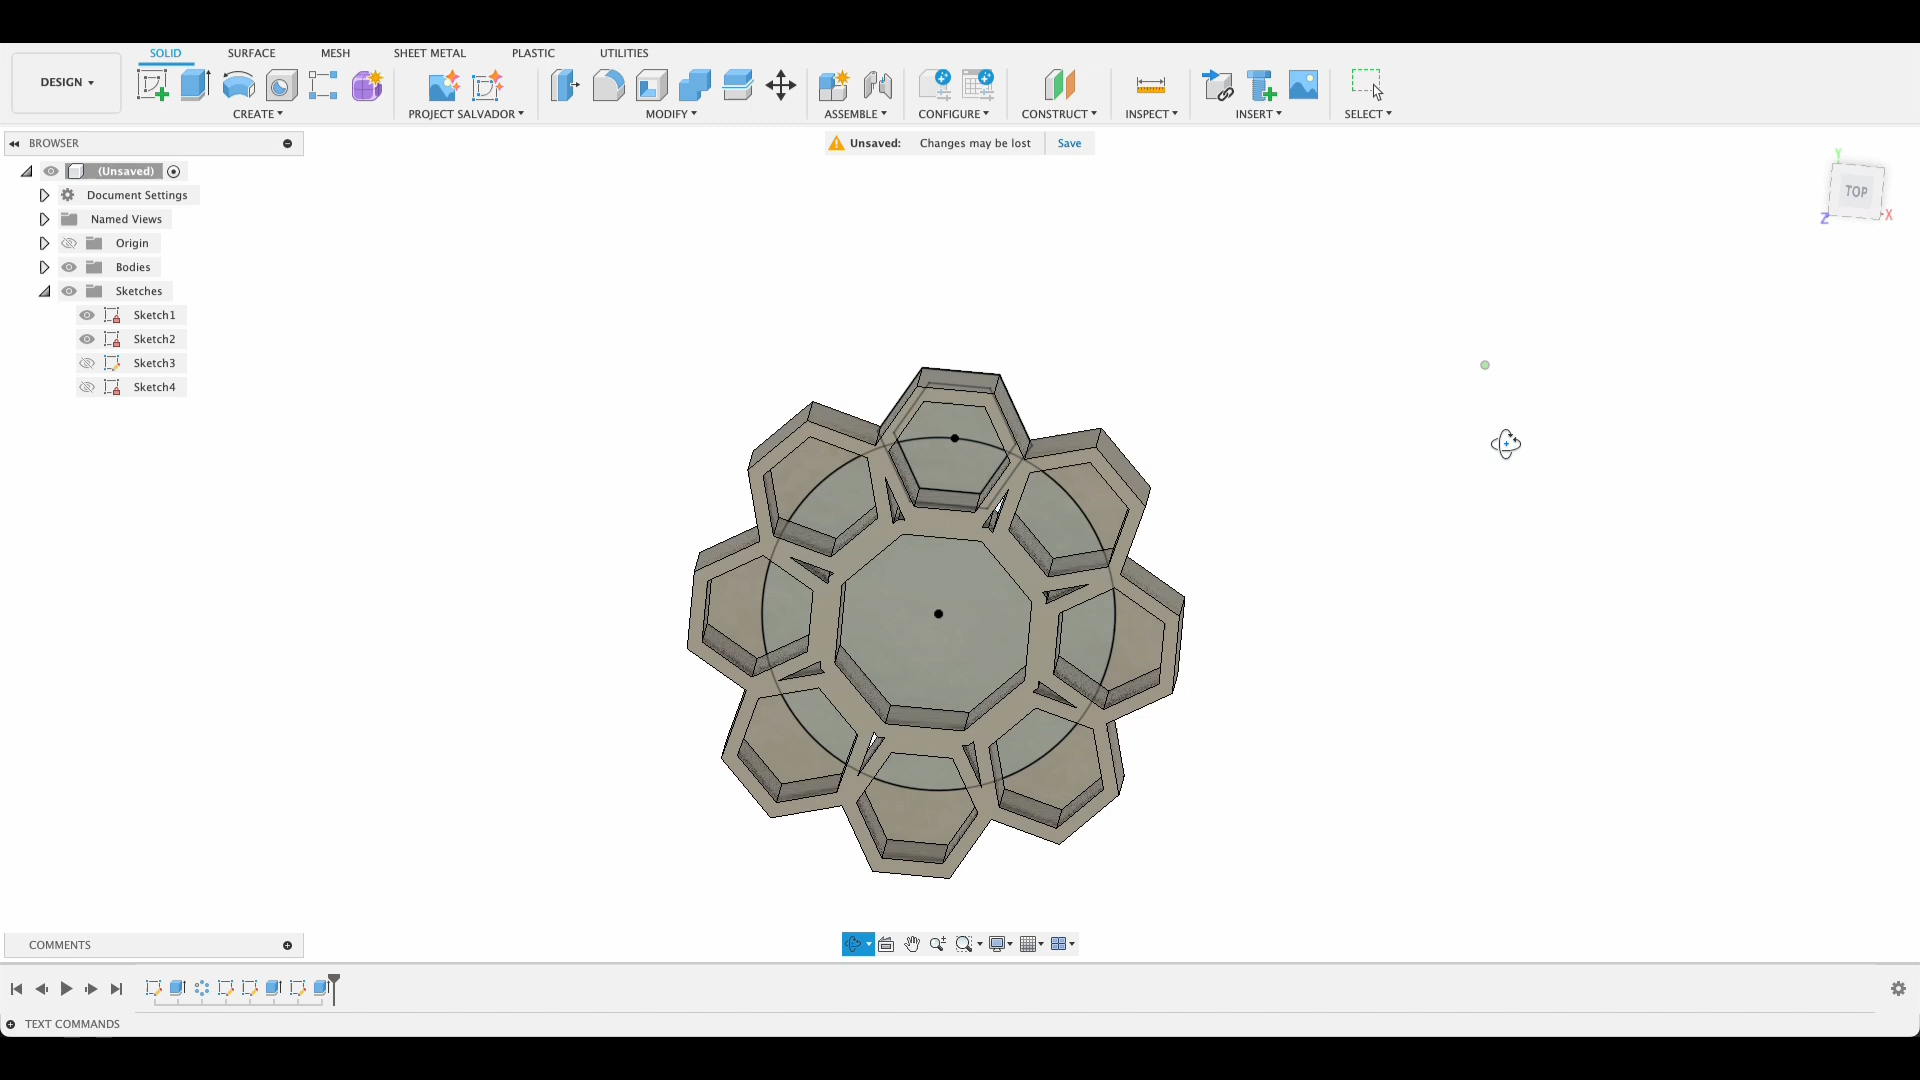 SOLID SURFACE MESH SHEET METAL PLASTIC UTILITIES
DESIGN
CREATE PROJECT SALVADOR MODIFY ASSEMBLE CONFIGURE CONSTRUCT INSPECT INSERT SELECT
BROWSER
Unsaved: Changes may be lost Save
(Unsaved)
Document Settings
Named Views
Origin
Bodies
Sketches
Sketch1
Sketch2
Sketch3
Sketch4
Y
TOP
Z X
COMMENTS
TEXT COMMANDS